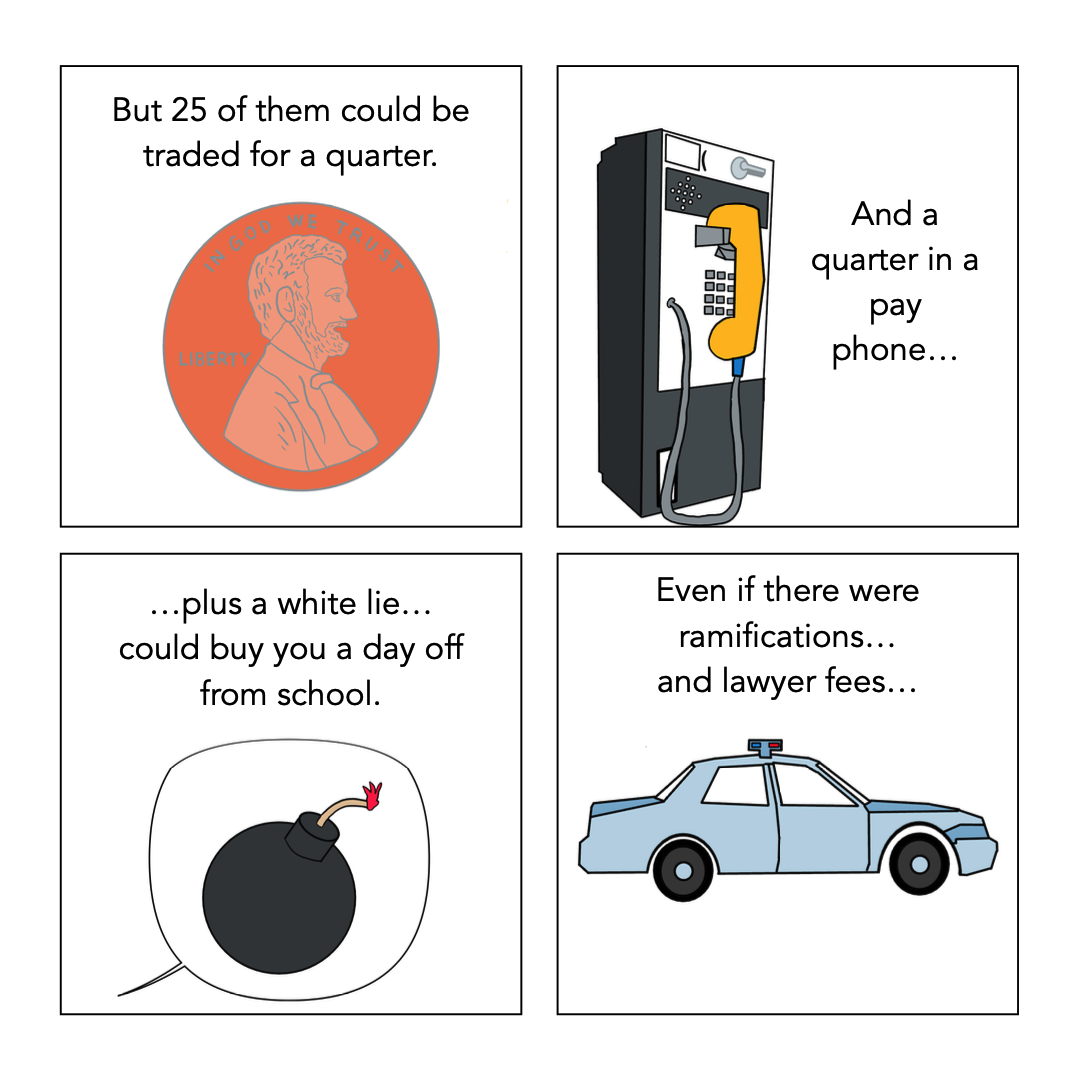 But 25 of them could be
traded for a quarter.
IN GOD WE TRUST
LIBERTY
And a
quarter in a
pay
phone…
…plus a white lie…
could buy you a day off
from school.
Even if there were
ramifications…
and lawyer fees…